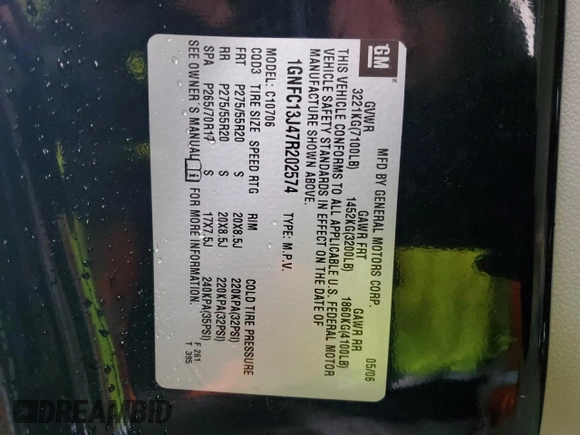 GM
MFD BY GENERAL MOTORS CORP. 05/06
GVWR GAWR FRT GAWR RR
3221KG(7100LB) 1452KG(3200LB) 1860KG(4100LB)
THIS VEHICLE CONFORMS TO ALL APPLICABLE U.S. FEDERAL MOTOR
VEHICLE SAFETY STANDARDS IN EFFECT ON THE DATE OF
MANUFACTURE SHOWN ABOVE.
1GNFC13J47R202574 TYPE: M.P.V.
MODEL: C10706
CQD3 TIRE SIZE SPEED RTG RIM COLD TIRE PRESSURE
FRT P275/55R20 S 20X8.5J 220KPA(32PSI)
RR P275/55R20 S 20X8.5J 220KPA(32PSI)
SPA P265/70R17 S 17X7.5J 240KPA(35PSI)
SEE OWNER'S MANUAL FOR MORE INFORMATION.
F 261
T 395
DREAMBID